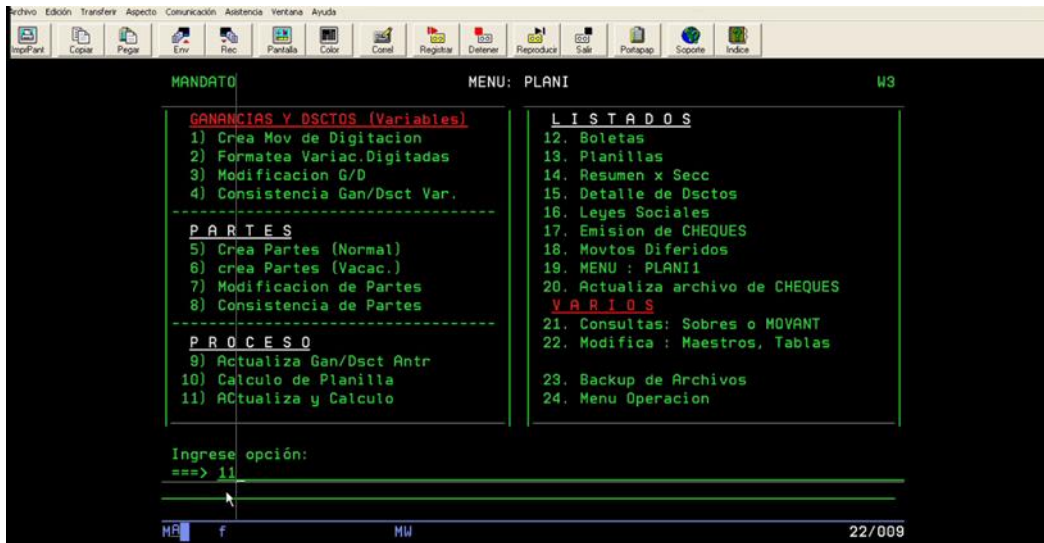 Archivo Edición Transferir Aspecto Comunicación Asistencia Ventana Ayuda
ImprPant Copiar Pegar Env Rec Pantalla Color Correl Registrar Detener Reproducir Salir Portapap Soporte Indice
MANDATO MENU: PLANI W3
GANANCIAS Y DSCTOS (Variables)
1) Crea Mov de Digitacion
2) Formatea Variac.Digitadas
3) Modificacion G/D
4) Consistencia Gan/Dsct Var.
P A R T E S
5) Crea Partes (Normal)
6) crea Partes (Vacac.)
7) Modificacion de Partes
8) Consistencia de Partes
P R O C E S O
9) Actualiza Gan/Dsct Antr
10) Calculo de Planilla
11) ACtualiza y Calculo
L I S T A D O S
12. Boletas
13. Planillas
14. Resumen x Secc
15. Detalle de Dsctos
16. Leyes Sociales
17. Emision de CHEQUES
18. Movtos Diferidos
19. MENU : PLANI1
20. Actualiza archivo de CHEQUES
V A R I O S
21. Consultas: Sobres o MOVANT
22. Modifica : Maestros, Tablas
23. Backup de Archivos
24. Menu Operacion
Ingrese opción:
===> 11
MA f MW 22/009